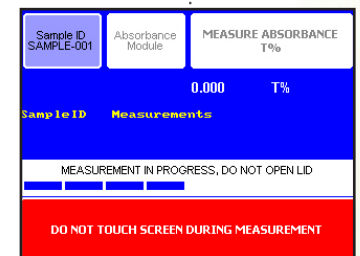 Sample ID
SAMPLE-001
Absorbance
Module
MEASURE ABSORBANCE
T%
0.000 T%
SampleID Measurements
MEASUREMENT IN PROGRESS, DO NOT OPEN LID
DO NOT TOUCH SCREEN DURING MEASUREMENT